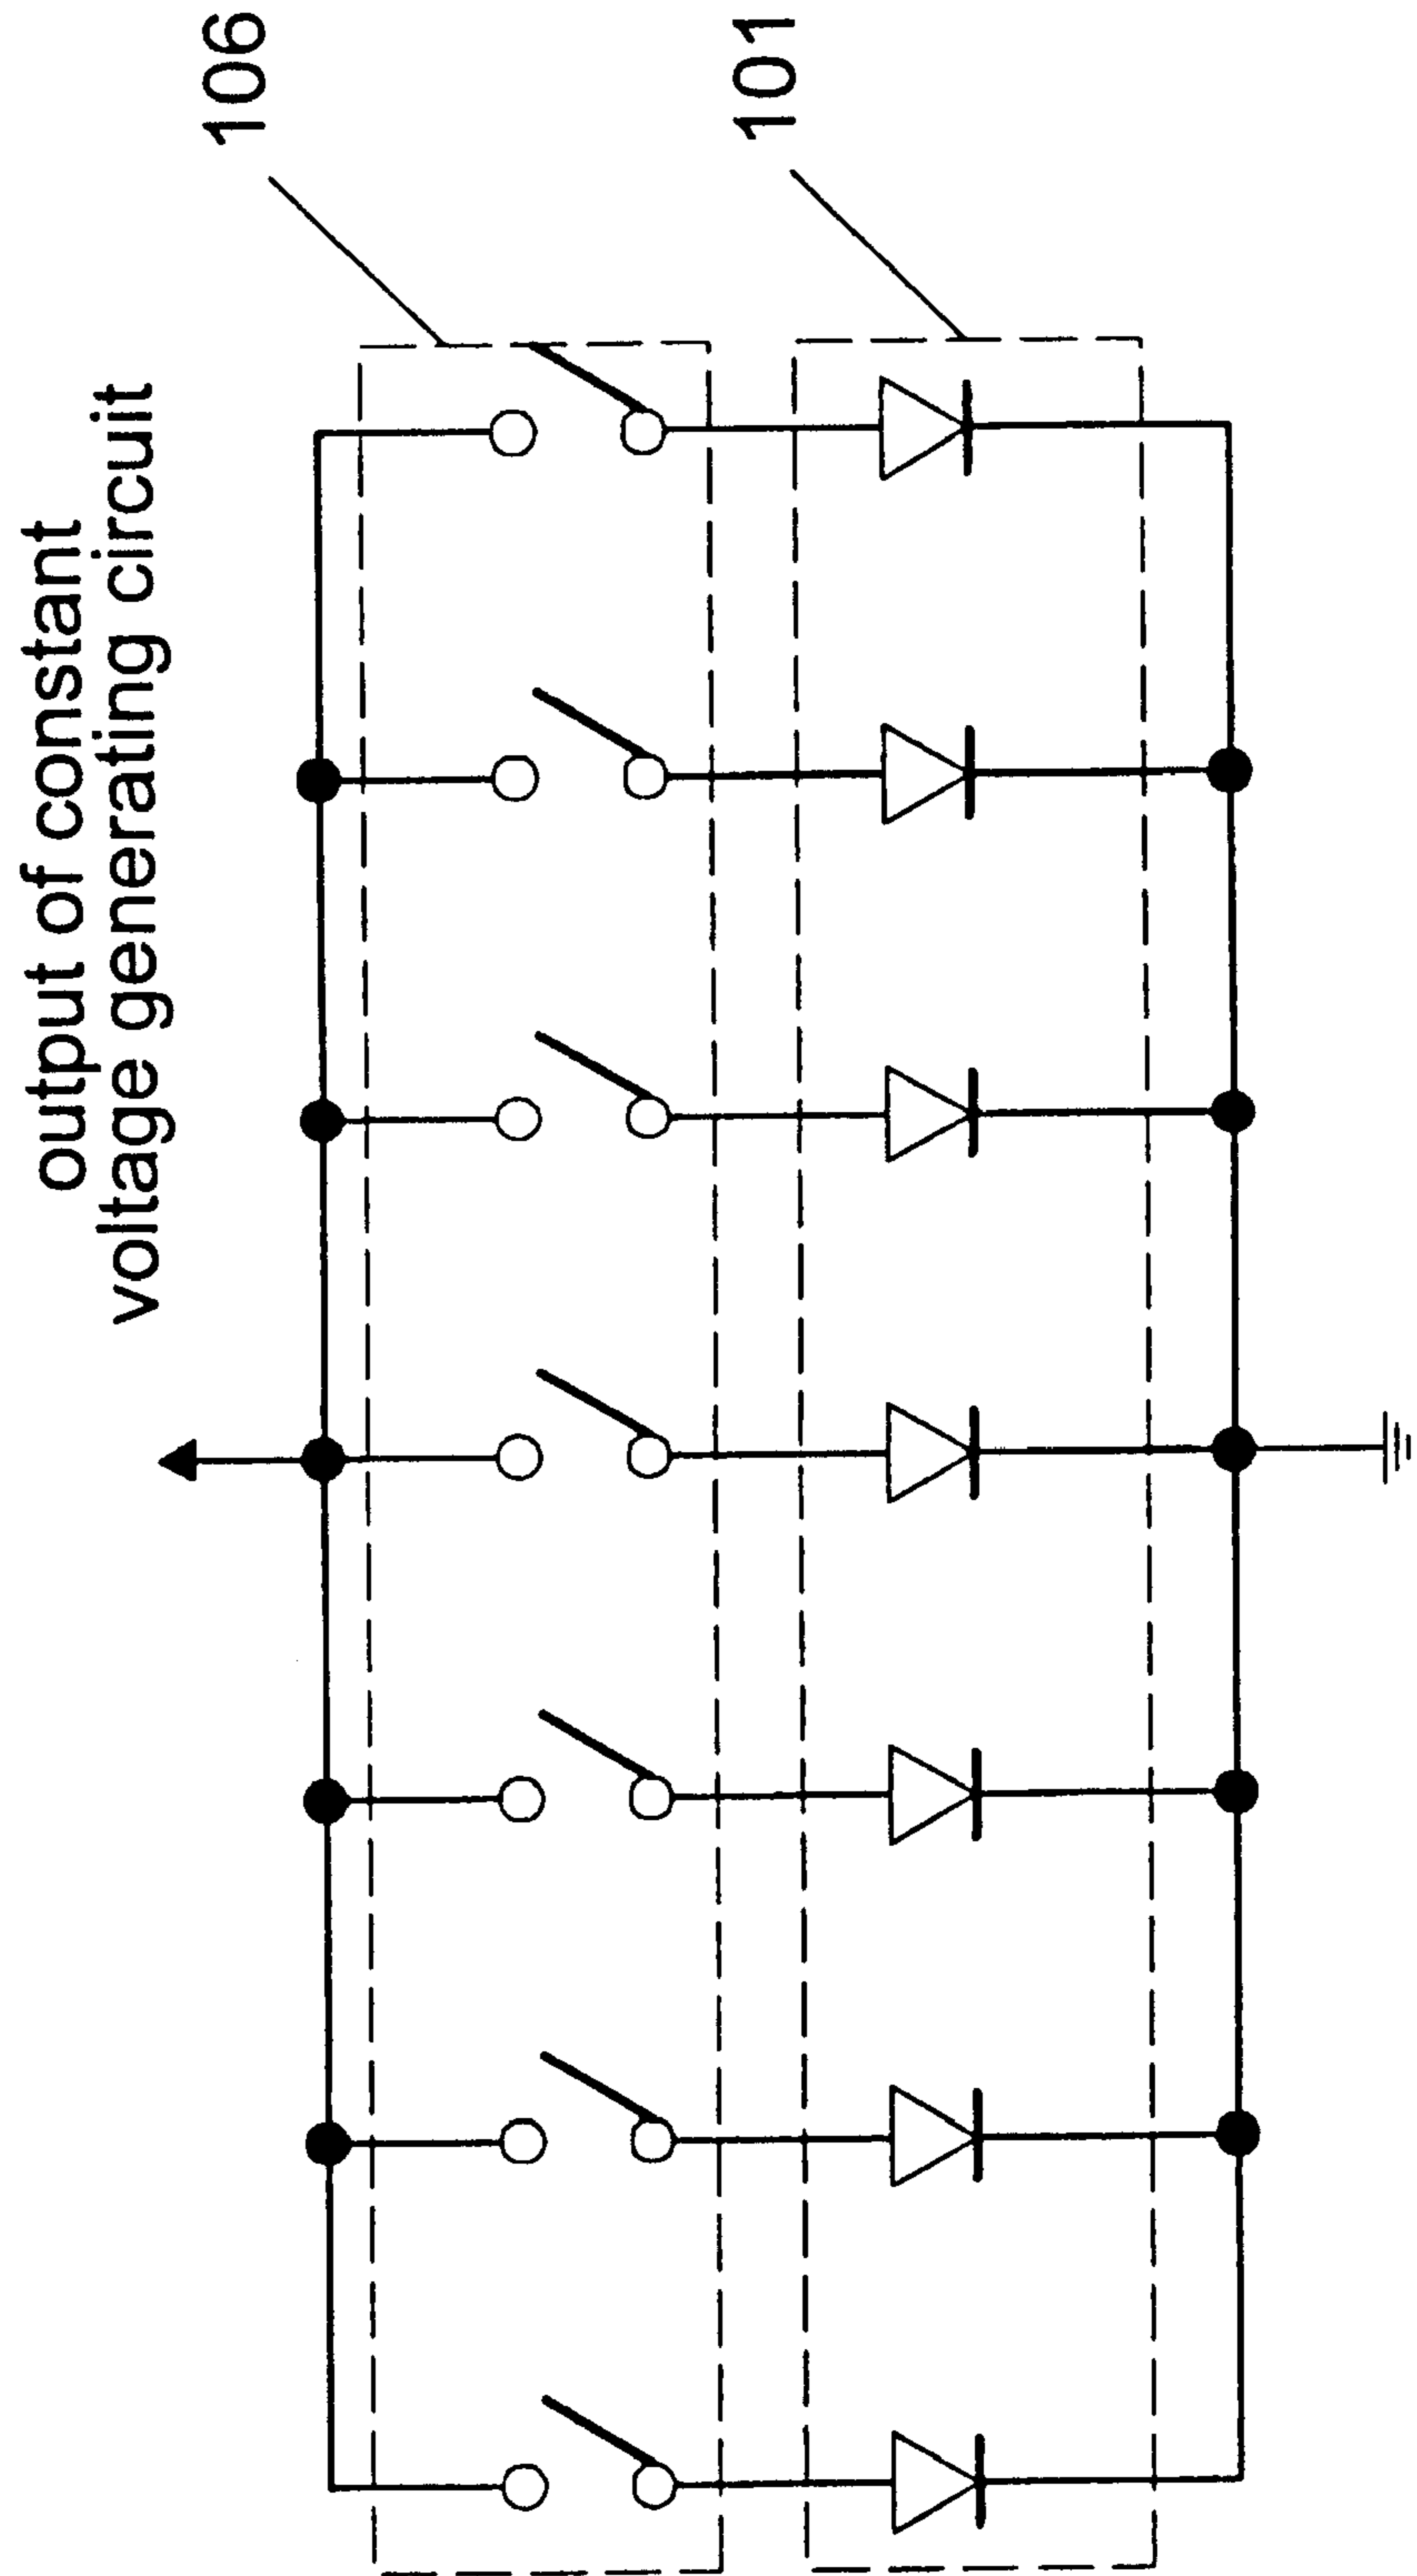 output of constant
voltage generating circuit
106
101